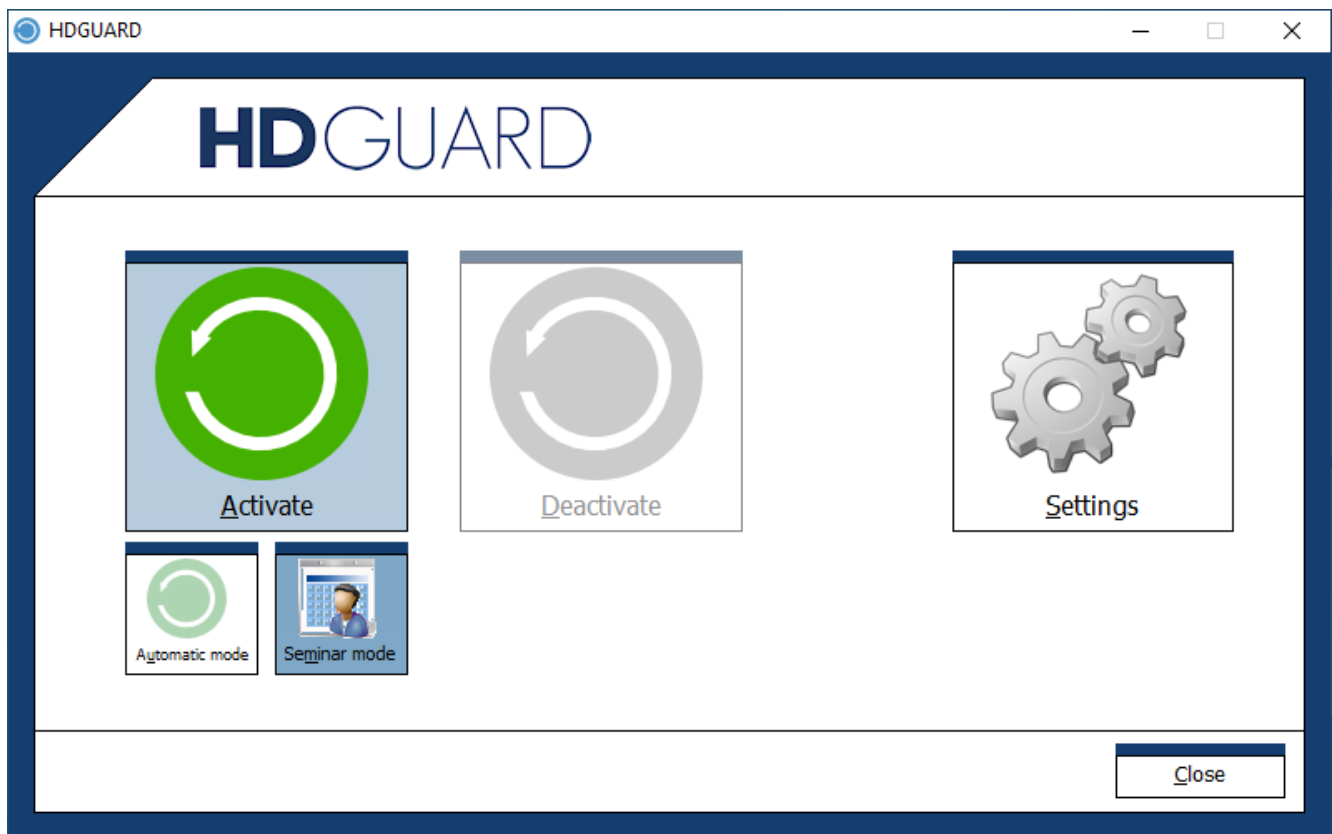 HDGUARD
HDGUARD
Activate
Deactivate
Settings
Automatic mode
Seminar mode
Close